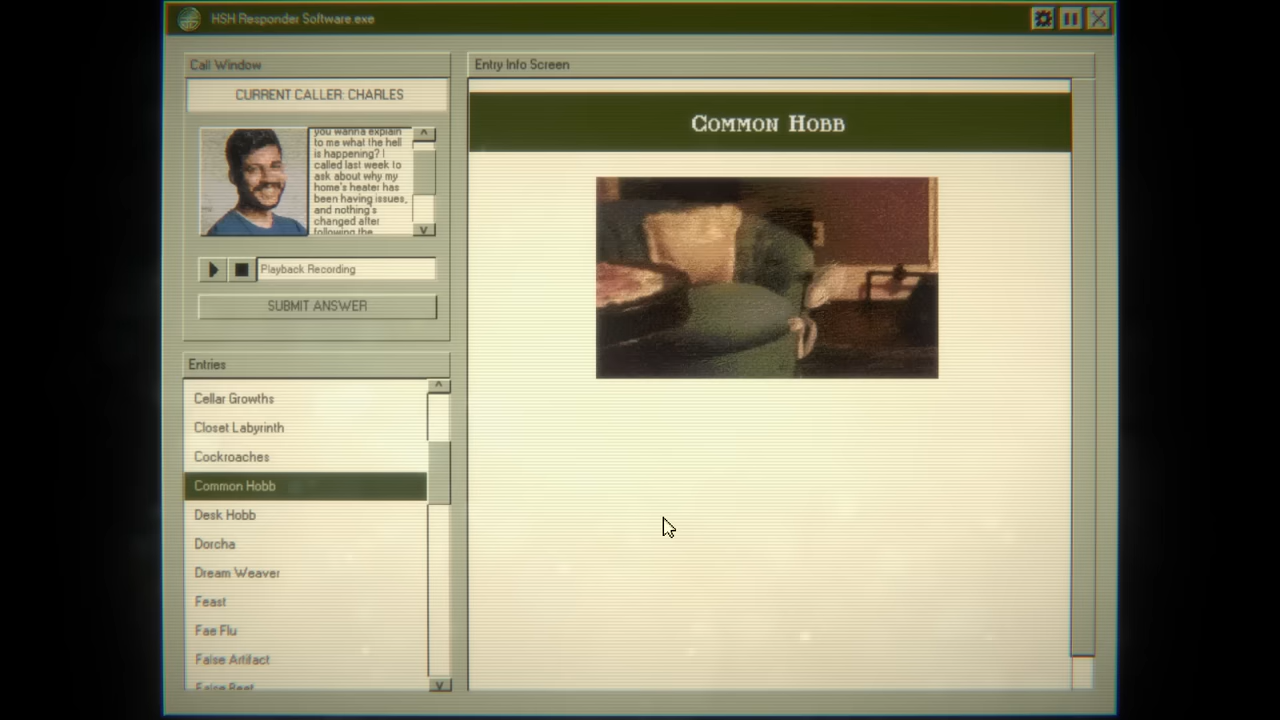 HSH Responder Software.exe
Call Window
CURRENT CALLER: CHARLES
you wanna explain
to me what the hell
is happening? I
called last week to
ask about why my
home's heater has
been having issues,
and nothing's
changed after
following the
Playback Recording
SUBMIT ANSWER
Entries
Cellar Growths
Closet Labyrinth
Cockroaches
Common Hobb
Desk Hobb
Dorcha
Dream Weaver
Feast
Fae Flu
False Artifact
Entry Info Screen
Common Hobb